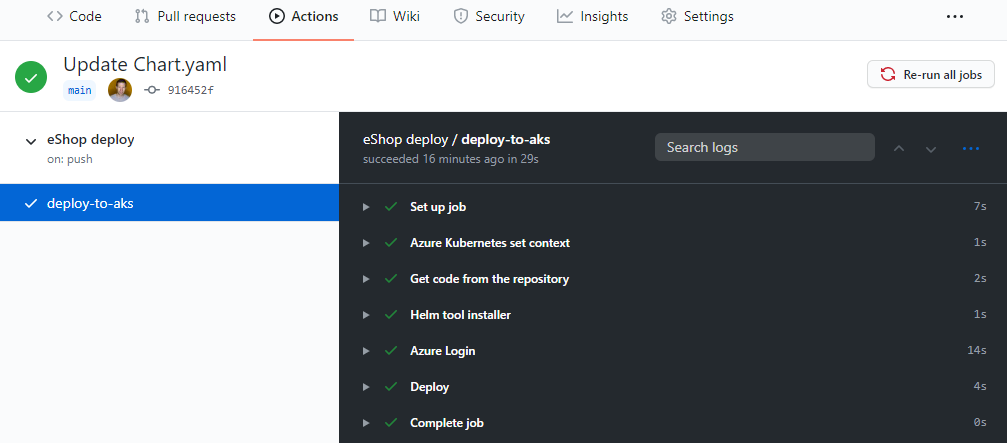 Code Pull requests Actions Wiki Security Insights Settings ...
Update Chart.yaml
main 916452f
Re-run all jobs
eShop deploy
on: push
deploy-to-aks
eShop deploy / deploy-to-aks
succeeded 16 minutes ago in 29s
Search logs
Set up job 7s
Azure Kubernetes set context 1s
Get code from the repository 2s
Helm tool installer 1s
Azure Login 14s
Deploy 4s
Complete job 0s